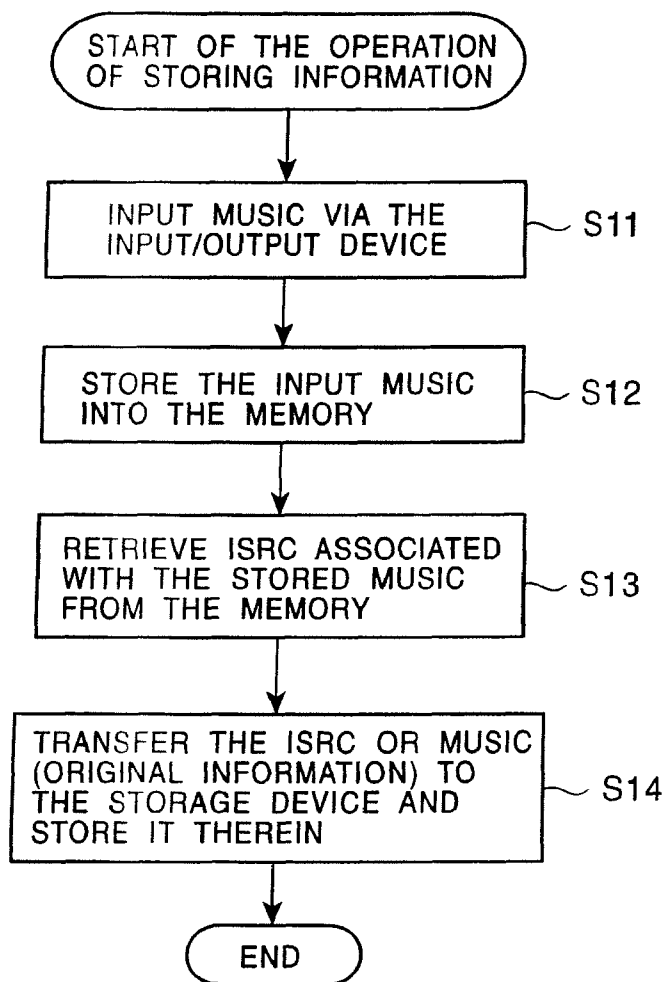 START OF THE OPERATION
OF STORING INFORMATION
INPUT MUSIC VIA THE
INPUT/OUTPUT DEVICE
S11
STORE THE INPUT MUSIC
INTO THE MEMORY
S12
RETRIEVE ISRC ASSOCIATED
WITH THE STORED MUSIC
FROM THE MEMORY
S13
TRANSFER THE ISRC OR MUSIC
(ORIGINAL INFORMATION) TO
THE STORAGE DEVICE AND
STORE IT THEREIN
S14
END